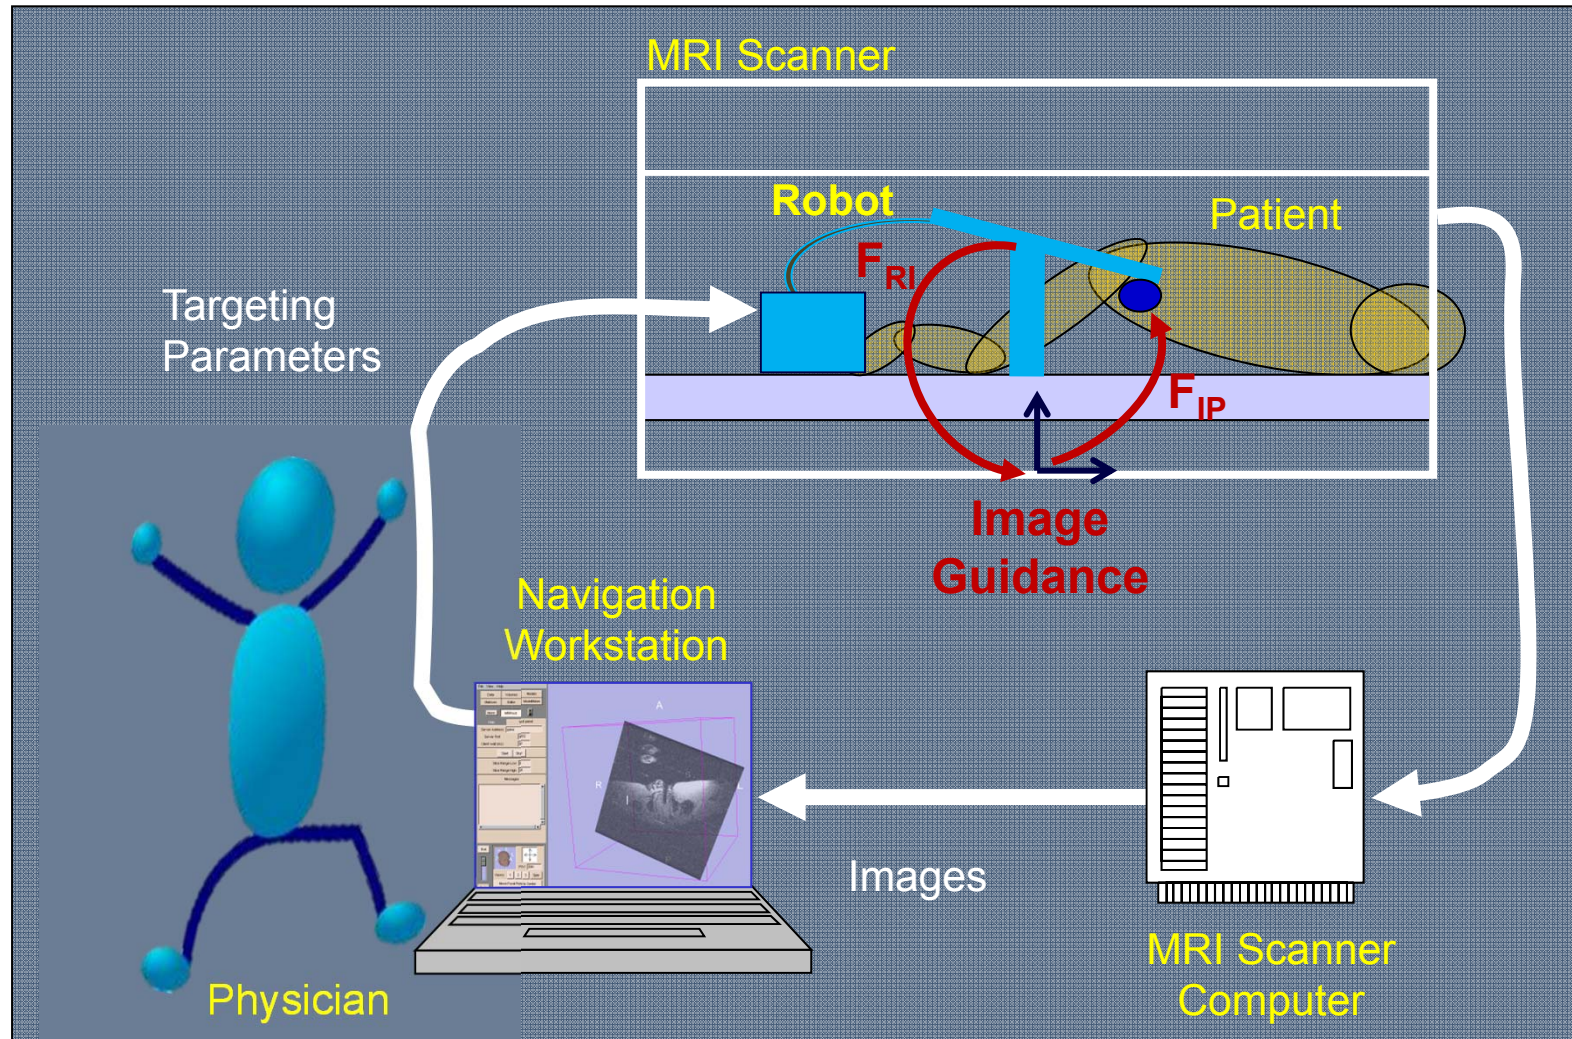 MRI Scanner
Robot
Patient
F_RI
Targeting
Parameters
F_IP
Image
Guidance
Navigation
Workstation
A
R
L
Images
MRI Scanner
Computer
Physician